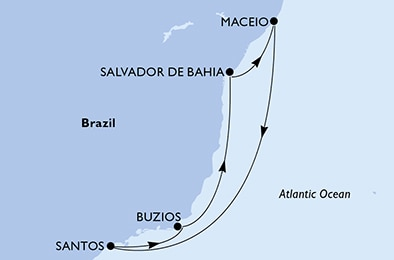 MACEIO
SALVADOR DE BAHIA
Brazil
Atlantic Ocean
BUZIOS
SANTOS